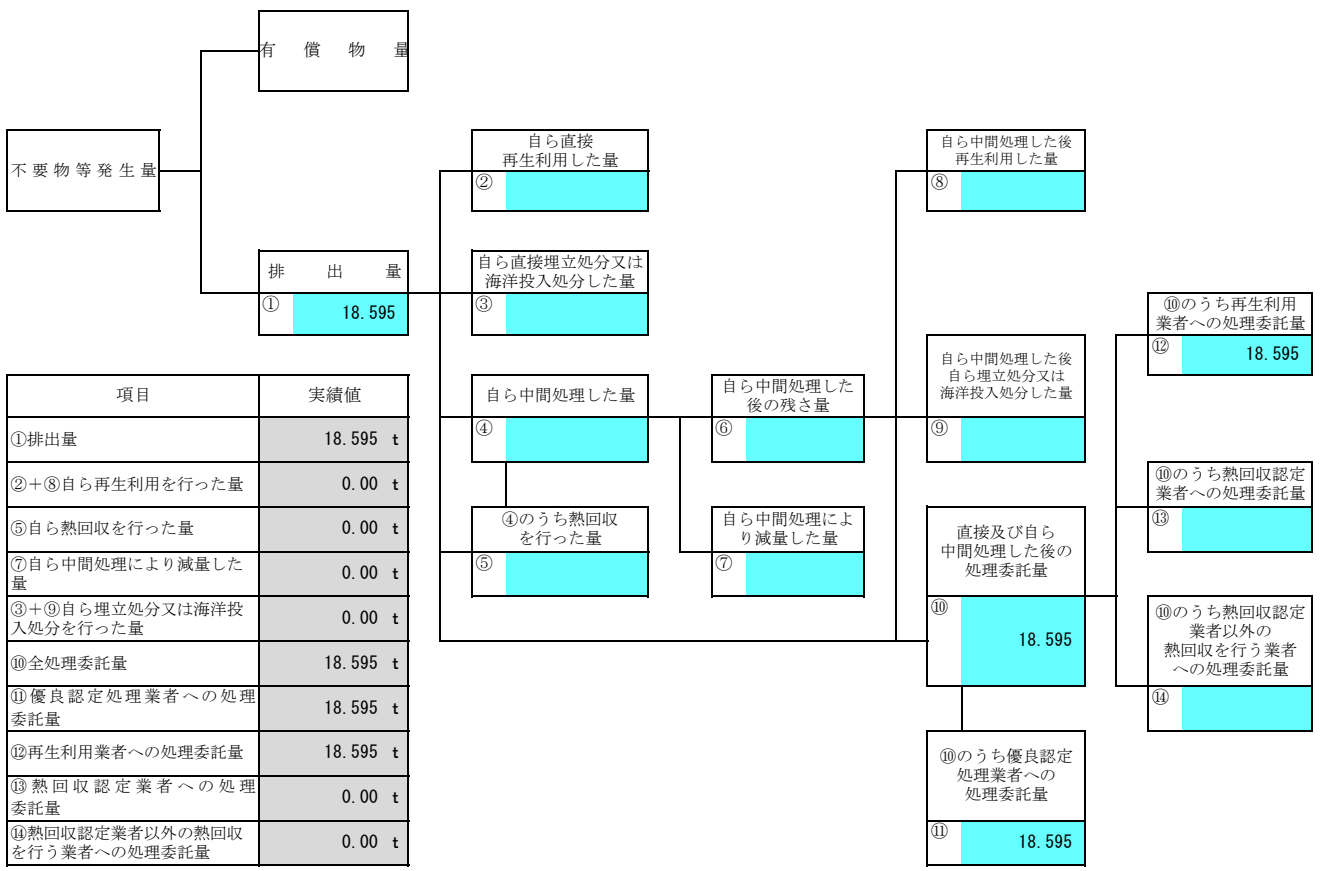 有償物量
不要物等発生量
自ら直接
再生利用した量
②
自ら中間処理した後
再生利用した量
⑧
排出量
① 18.595
自ら直接埋立処分又は
海洋投入処分した量
③
⑩のうち再生利用
業者への処理委託量
⑫ 18.595
自ら中間処理した量
④
自ら中間処理した
後の残さ量
⑥
自ら中間処理した後
自ら埋立処分又は
海洋投入処分した量
⑨
⑩のうち熱回収認定
業者への処理委託量
⑬
④のうち熱回収
を行った量
⑤
自ら中間処理によ
り減量した量
⑦
直接及び自ら
中間処理した後の
処理委託量
⑩ 18.595
⑩のうち熱回収認定
業者以外の
熱回収を行う業者
への処理委託量
⑭
⑩のうち優良認定
処理業者への
処理委託量
⑪ 18.595
項目 実績値
①排出量 18.595 t
②+⑧自ら再生利用を行った量 0.00 t
⑤自ら熱回収を行った量 0.00 t
⑦自ら中間処理により減量した
量 0.00 t
③+⑨自ら埋立処分又は海洋投
入処分を行った量 0.00 t
⑩全処理委託量 18.595 t
⑪優良認定処理業者への処理
委託量 18.595 t
⑫再生利用業者への処理委託量 18.595 t
⑬熱回収認定業者への処理
委託量 0.00 t
⑭熱回収認定業者以外の熱回収
を行う業者への処理委託量 0.00 t